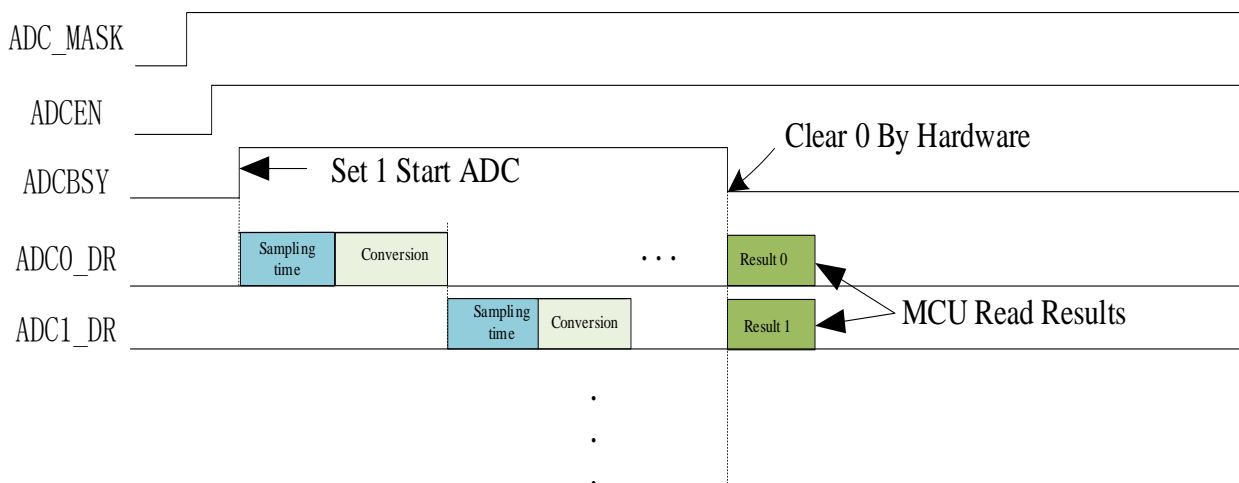 ADC_MASK
ADCEN
Clear 0 By Hardware
ADCBSY
Set 1 Start ADC
ADC0_DR
Sampling
time
Conversion
...
Result 0
MCU Read Results
ADC1_DR
Sampling
time
Conversion
Result 1
.
.
.